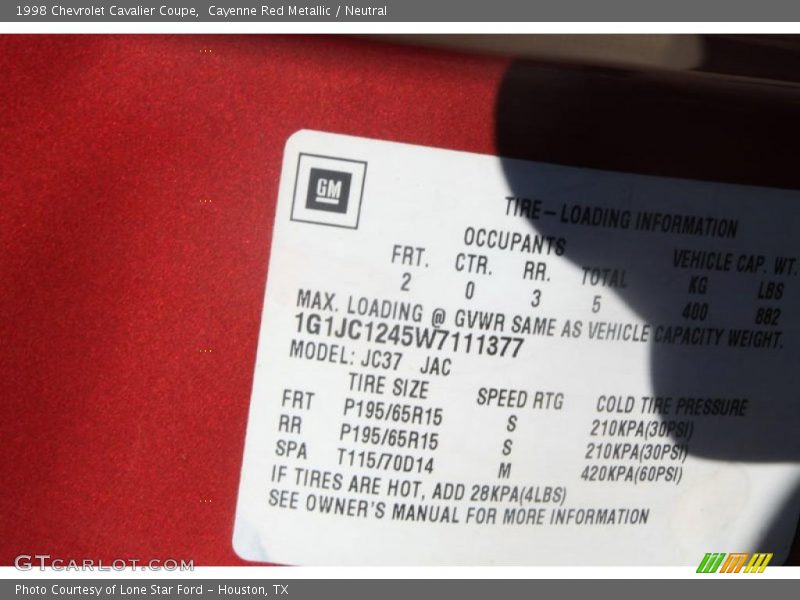 1998 Chevrolet Cavalier Coupe,  Cayenne Red Metallic / Neutral
GM
TIRE – LOADING INFORMATION
OCCUPANTS VEHICLE CAP. WT.
FRT. CTR. RR. TOTAL KG LBS
2 0 3 5 400 882
MAX. LOADING @ GVWR SAME AS VEHICLE CAPACITY WEIGHT.
1G1JC1245W7111377
MODEL: JC37 JAC
TIRE SIZE SPEED RTG COLD TIRE PRESSURE
FRT P195/65R15 S 210KPA(30PSI)
RR P195/65R15 S 210KPA(30PSI)
SPA T115/70D14 M 420KPA(60PSI)
IF TIRES ARE HOT, ADD 28KPA(4LBS)
SEE OWNER'S MANUAL FOR MORE INFORMATION
GTCARLOT.COM
Photo Courtesy of Lone Star Ford – Houston, TX